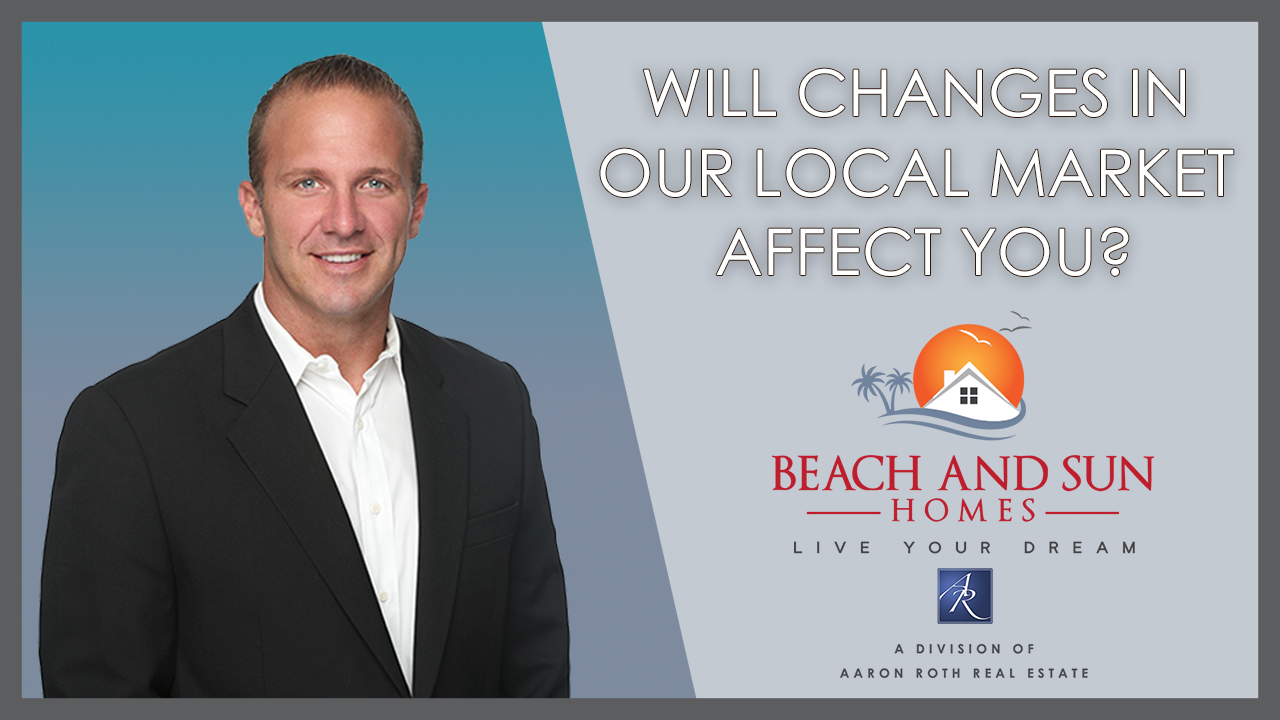 WILL CHANGES IN
OUR LOCAL MARKET
AFFECT YOU?
BEACH AND SUN
HOMES
LIVE YOUR DREAM
AR
A DIVISION OF
AARON ROTH REAL ESTATE